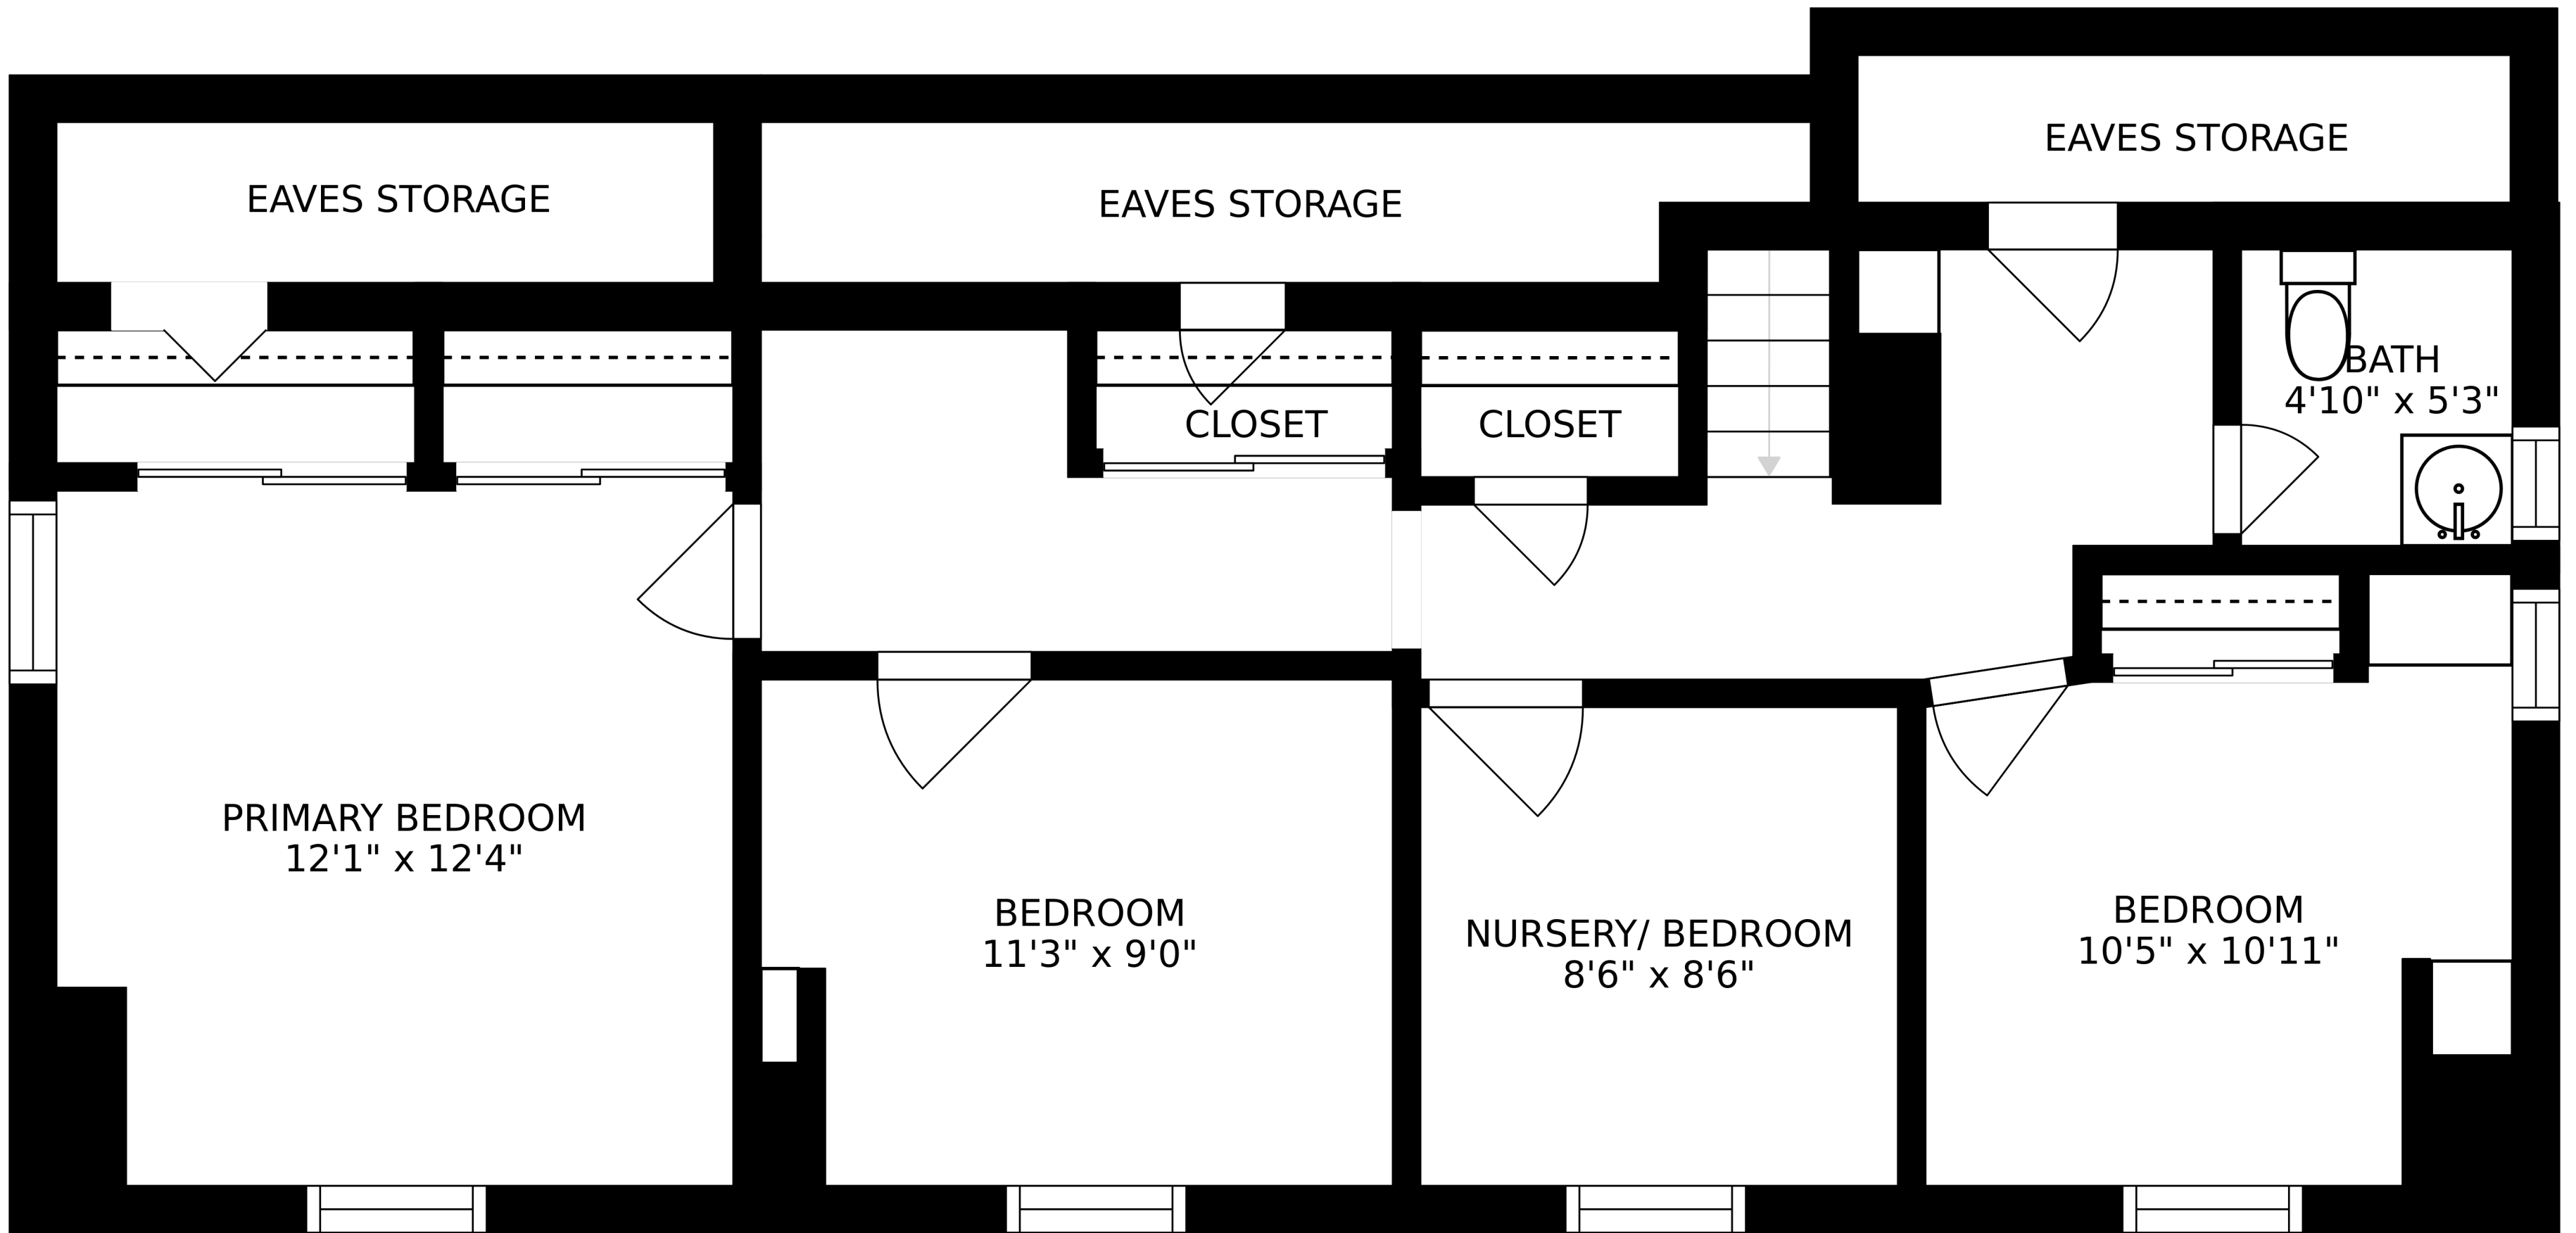 EAVES STORAGE
EAVES STORAGE
EAVES STORAGE
CLOSET
CLOSET
BATH
4'10" x 5'3"
PRIMARY BEDROOM
12'1" x 12'4"
BEDROOM
11'3" x 9'0"
NURSERY/ BEDROOM
8'6" x 8'6"
BEDROOM
10'5" x 10'11"